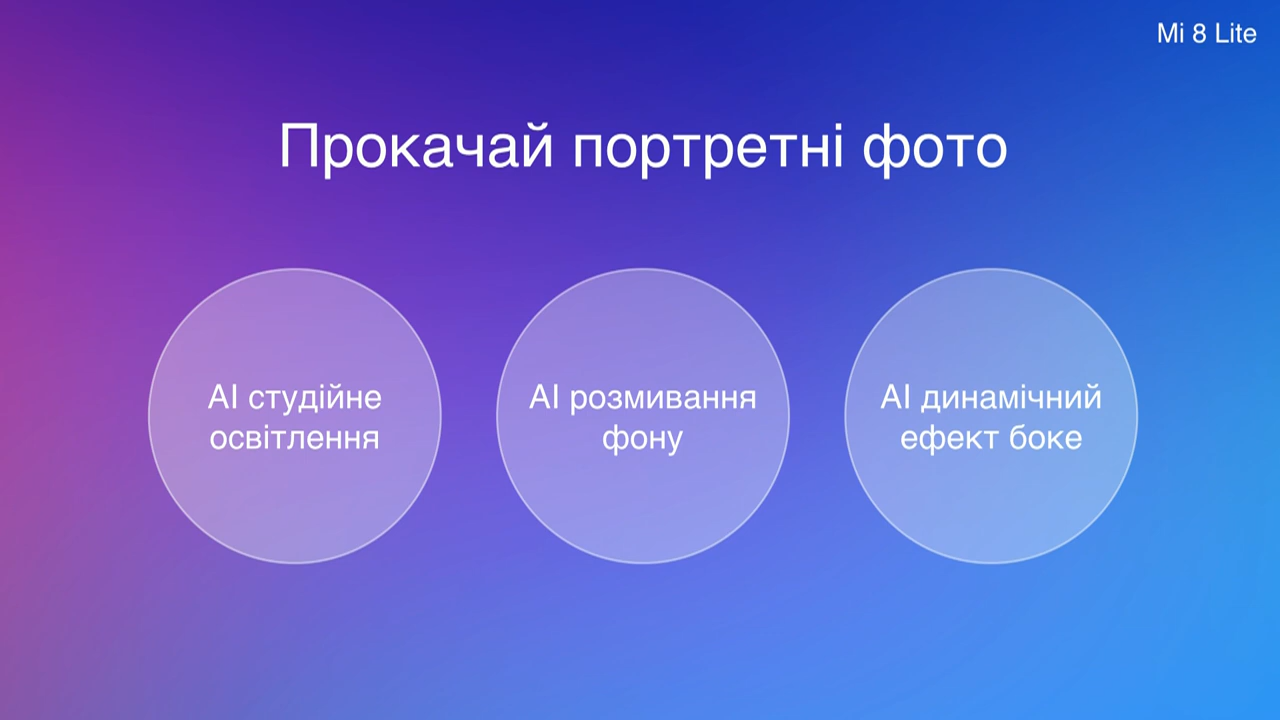 Mi 8 Lite
Прокачай портретні фото
AI студійне
освітлення
AI розмивання
фону
AI динамічний
ефект боке